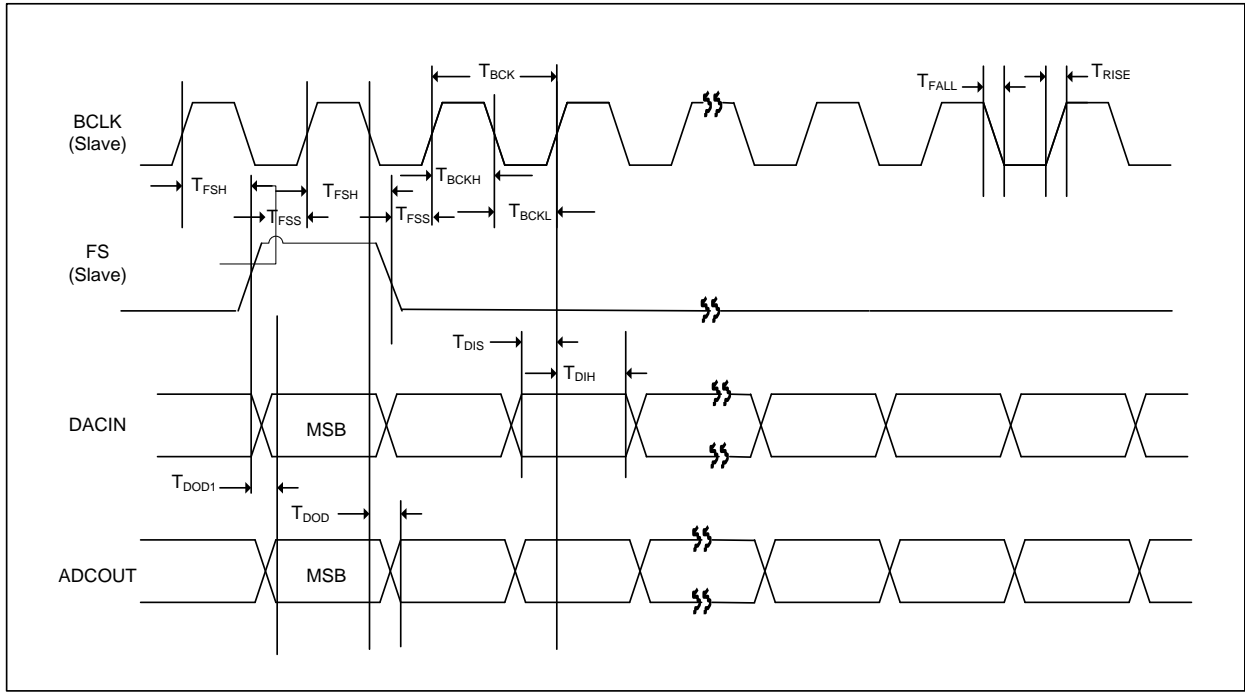 T_BCK
T_FALL
T_RISE
BCLK
(Slave)
T_FSH
T_FSH
T_BCKH
T_FSS
T_FSS
T_BCKL
FS
(Slave)
T_DIS
T_DIH
DACIN
MSB
T_DOD1
T_DOD
ADCOUT
MSB